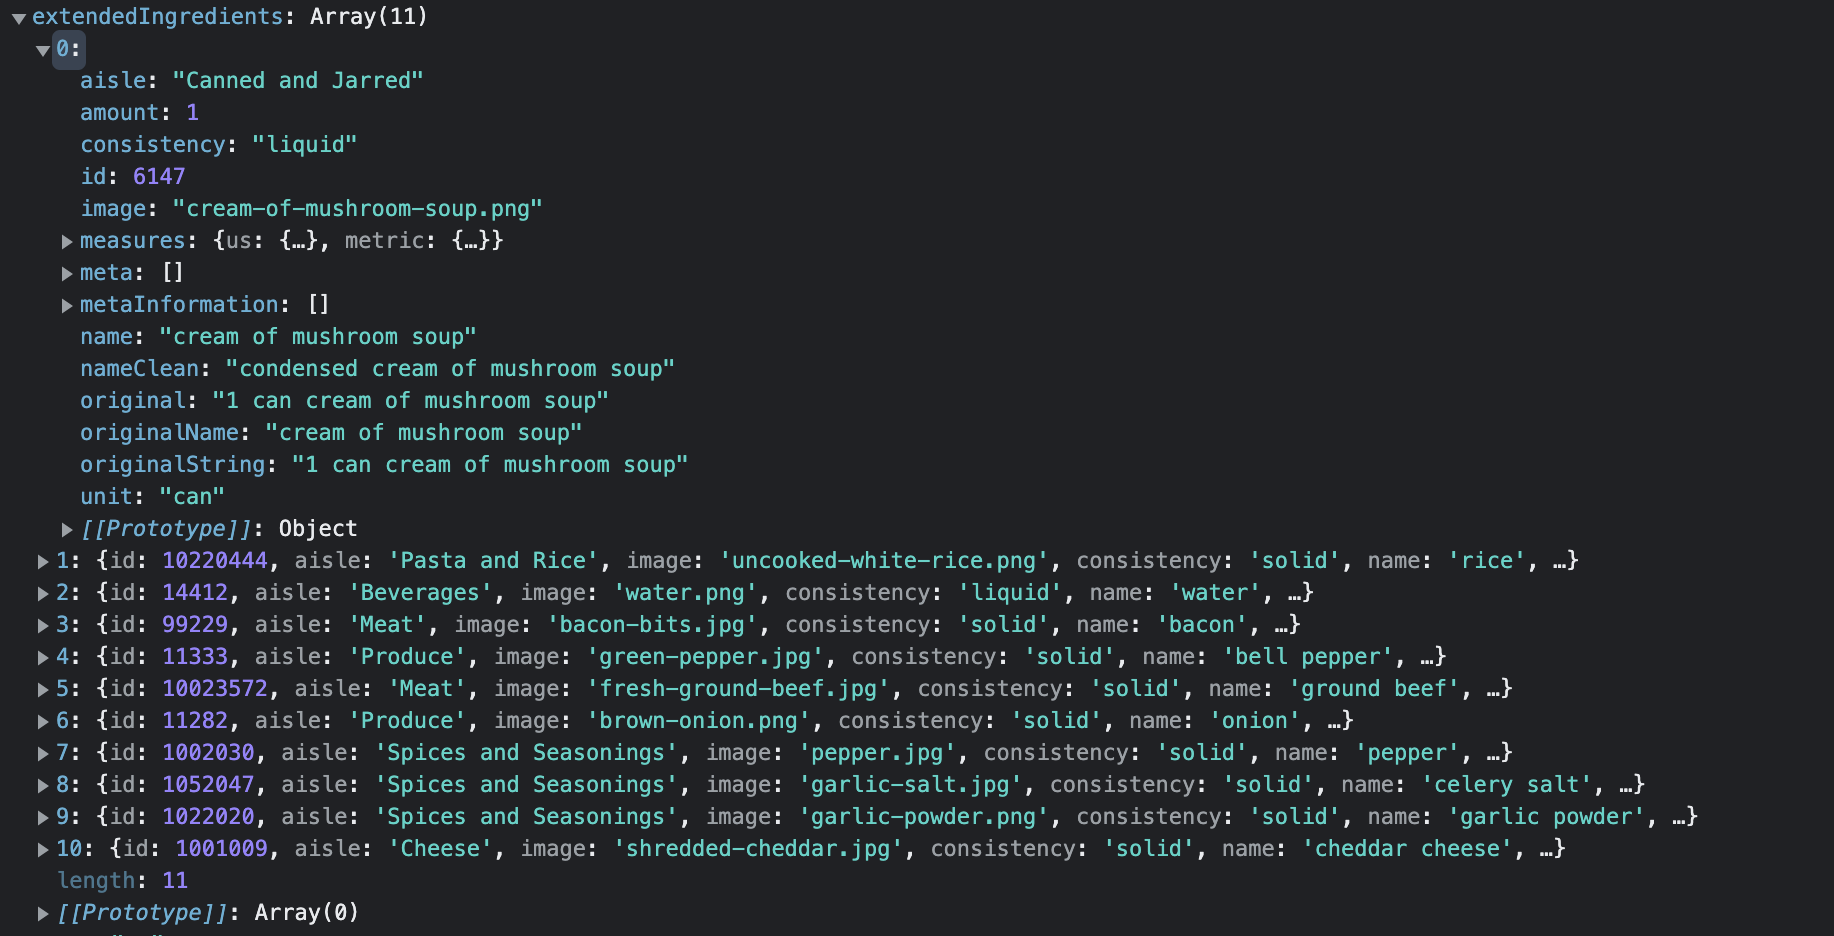 extendedIngredients: Array(11)
0:
aisle: "Canned and Jarred"
amount: 1
consistency: "liquid"
id: 6147
image: "cream-of-mushroom-soup.png"
measures: {us: {…}, metric: {…}}
meta: []
metaInformation: []
name: "cream of mushroom soup"
nameClean: "condensed cream of mushroom soup"
original: "1 can cream of mushroom soup"
originalName: "cream of mushroom soup"
originalString: "1 can cream of mushroom soup"
unit: "can"
[[Prototype]]: Object
1: {id: 10220444, aisle: 'Pasta and Rice', image: 'uncooked-white-rice.png', consistency: 'solid', name: 'rice', …}
2: {id: 14412, aisle: 'Beverages', image: 'water.png', consistency: 'liquid', name: 'water', …}
3: {id: 99229, aisle: 'Meat', image: 'bacon-bits.jpg', consistency: 'solid', name: 'bacon', …}
4: {id: 11333, aisle: 'Produce', image: 'green-pepper.jpg', consistency: 'solid', name: 'bell pepper', …}
5: {id: 10023572, aisle: 'Meat', image: 'fresh-ground-beef.jpg', consistency: 'solid', name: 'ground beef', …}
6: {id: 11282, aisle: 'Produce', image: 'brown-onion.png', consistency: 'solid', name: 'onion', …}
7: {id: 1002030, aisle: 'Spices and Seasonings', image: 'pepper.jpg', consistency: 'solid', name: 'pepper', …}
8: {id: 1052047, aisle: 'Spices and Seasonings', image: 'garlic-salt.jpg', consistency: 'solid', name: 'celery salt', …}
9: {id: 1022020, aisle: 'Spices and Seasonings', image: 'garlic-powder.png', consistency: 'solid', name: 'garlic powder', …}
10: {id: 1001009, aisle: 'Cheese', image: 'shredded-cheddar.jpg', consistency: 'solid', name: 'cheddar cheese', …}
length: 11
[[Prototype]]: Array(0)